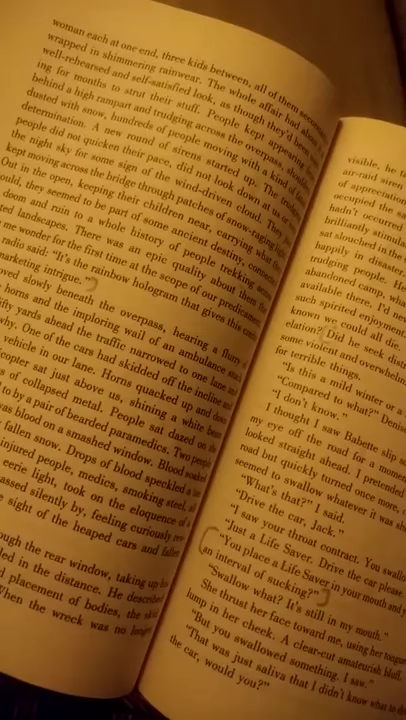 woman each at one end, three kids between, all of them
wrapped in shimmering rainwear. The whole affair had about
well-rehearsed and self-satisfied look, as though they'd been
ing for months to strut their stuff. People kept appearing
behind a high rampart and trudging across the overpass,
dusted with snow, hundreds of people moving with a kind of
determination. A new round of sirens started up. The
people did not quicken their pace, did not look down at us or
the night sky for some sign of the wind-driven cloud. They
kept moving across the bridge through patches of snow-raging
Out in the open, keeping their children near, carrying what
ould, they seemed to be part of some ancient destiny,
doom and ruin to a whole history of people trekking
ted landscapes. There was an epic quality about them
me wonder for the first time at the scope of our predicament.
radio said: "It's the rainbow hologram that gives this
marketing intrigue."
oved slowly beneath the overpass, hearing a flurry
horns and the imploring wail of an ambulance
ifty yards ahead the traffic narrowed to one lane
why. One of the cars had skidded off the incline and
vehicle in our lane. Horns quacked up and down
copter sat just above us, shining a white
s of collapsed metal. People sat dazed on
to by a pair of bearded paramedics. Two
was blood on a smashed window. Blood
fallen snow. Drops of blood speckled a
injured people, medics, smoking steel,
eerie light, took on the eloquence of
assed silently by, feeling curiously
sight of the heaped cars and fallen
ough the rear window, taking up
led in the distance. He described
d placement of bodies, the
When the wreck was no longer
visible, he
air-raid siren
of appreciation
occupied the
hadn't occurred
brilliantly
sat slouched in the
happily in disaster.
trudging people. He
abandoned camp,
available there. I'd
such spirited enjoyment.
known we could all die.
elation? Did he seek
some violent and
for terrible things.
"Is this a mild winter or a
"Compared to what?"
"I don't know."
I thought I saw Babette slip
my eye off the road for a moment
looked straight ahead. I pretended
road but quickly turned once more,
seemed to swallow whatever it was
"What's that?" I said.
"Drive the car, Jack."
"I saw your throat contract. You
"Just a Life Saver. Drive the car please."
"You place a Life Saver in your mouth and
an interval of sucking?"
"Swallow what? It's still in my mouth."
She thrust her face toward me, using her
lump in her cheek. A clear-cut amateurish bluff.
"But you swallowed something. I saw."
"That was just saliva that I didn't know what to
the car, would you?"